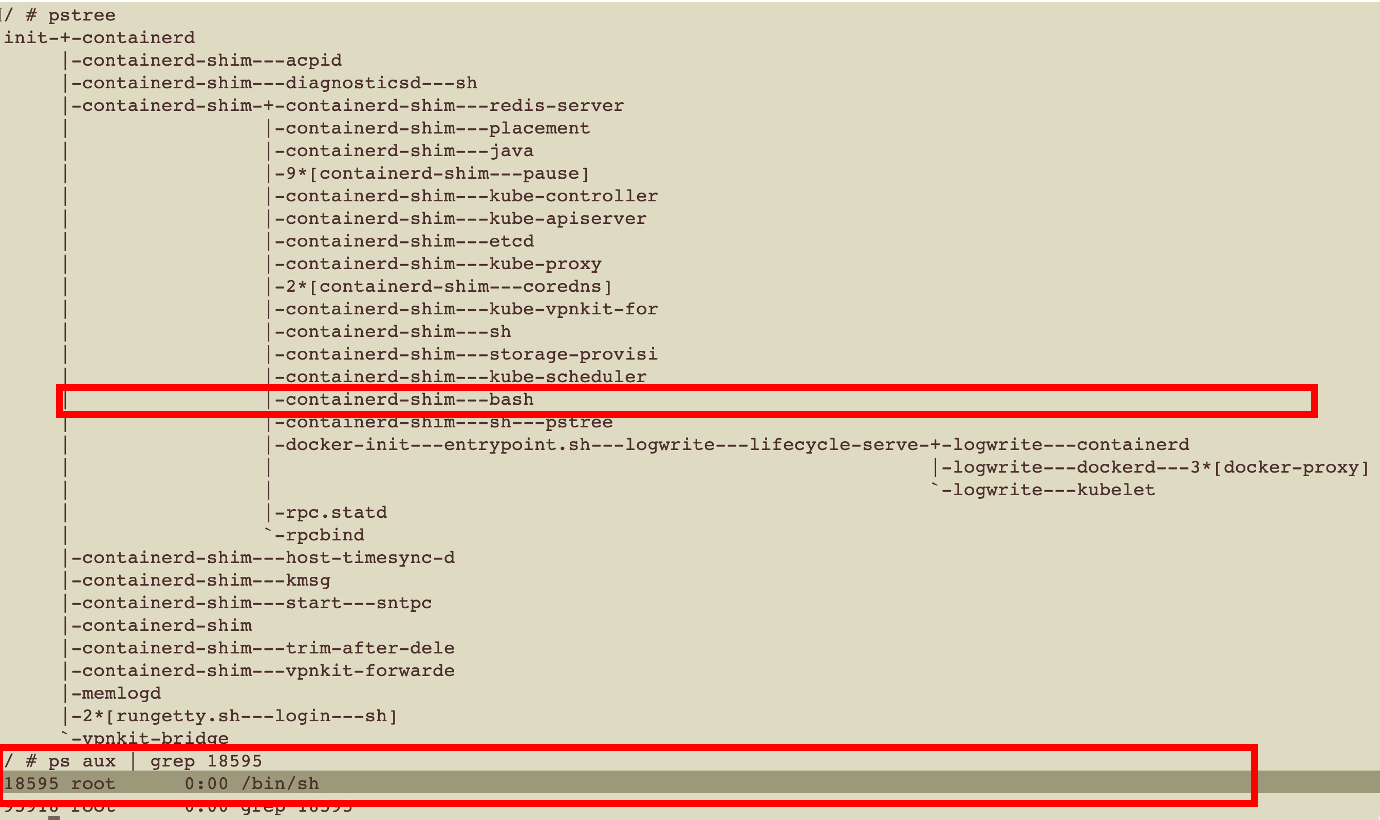 / # pstree
init-+-containerd
     |-containerd-shim---acpid
     |-containerd-shim---diagnosticsd---sh
     |-containerd-shim-+-containerd-shim---redis-server
     |                 |-containerd-shim---placement
     |                 |-containerd-shim---java
     |                 |-9*[containerd-shim---pause]
     |                 |-containerd-shim---kube-controller
     |                 |-containerd-shim---kube-apiserver
     |                 |-containerd-shim---etcd
     |                 |-containerd-shim---kube-proxy
     |                 |-2*[containerd-shim---coredns]
     |                 |-containerd-shim---kube-vpnkit-for
     |                 |-containerd-shim---sh
     |                 |-containerd-shim---storage-provisi
     |                 |-containerd-shim---kube-scheduler
     |                 |-containerd-shim---bash
     |                 |-containerd-shim---sh---pstree
     |                 |-docker-init---entrypoint.sh---logwrite---lifecycle-serve-+-logwrite---containerd
     |                 |                                                          |-logwrite---dockerd---3*[docker-proxy]
     |                 |                                                          `-logwrite---kubelet
     |                 |-rpc.statd
     |                 `-rpcbind
     |-containerd-shim---host-timesync-d
     |-containerd-shim---kmsg
     |-containerd-shim---start---sntpc
     |-containerd-shim
     |-containerd-shim---trim-after-dele
     |-containerd-shim---vpnkit-forwarde
     |-memlogd
     |-2*[rungetty.sh---login---sh]
     `-vpnkit-bridge
/ # ps aux | grep 18595
18595 root      0:00 /bin/sh
root      0:00 grep 18595